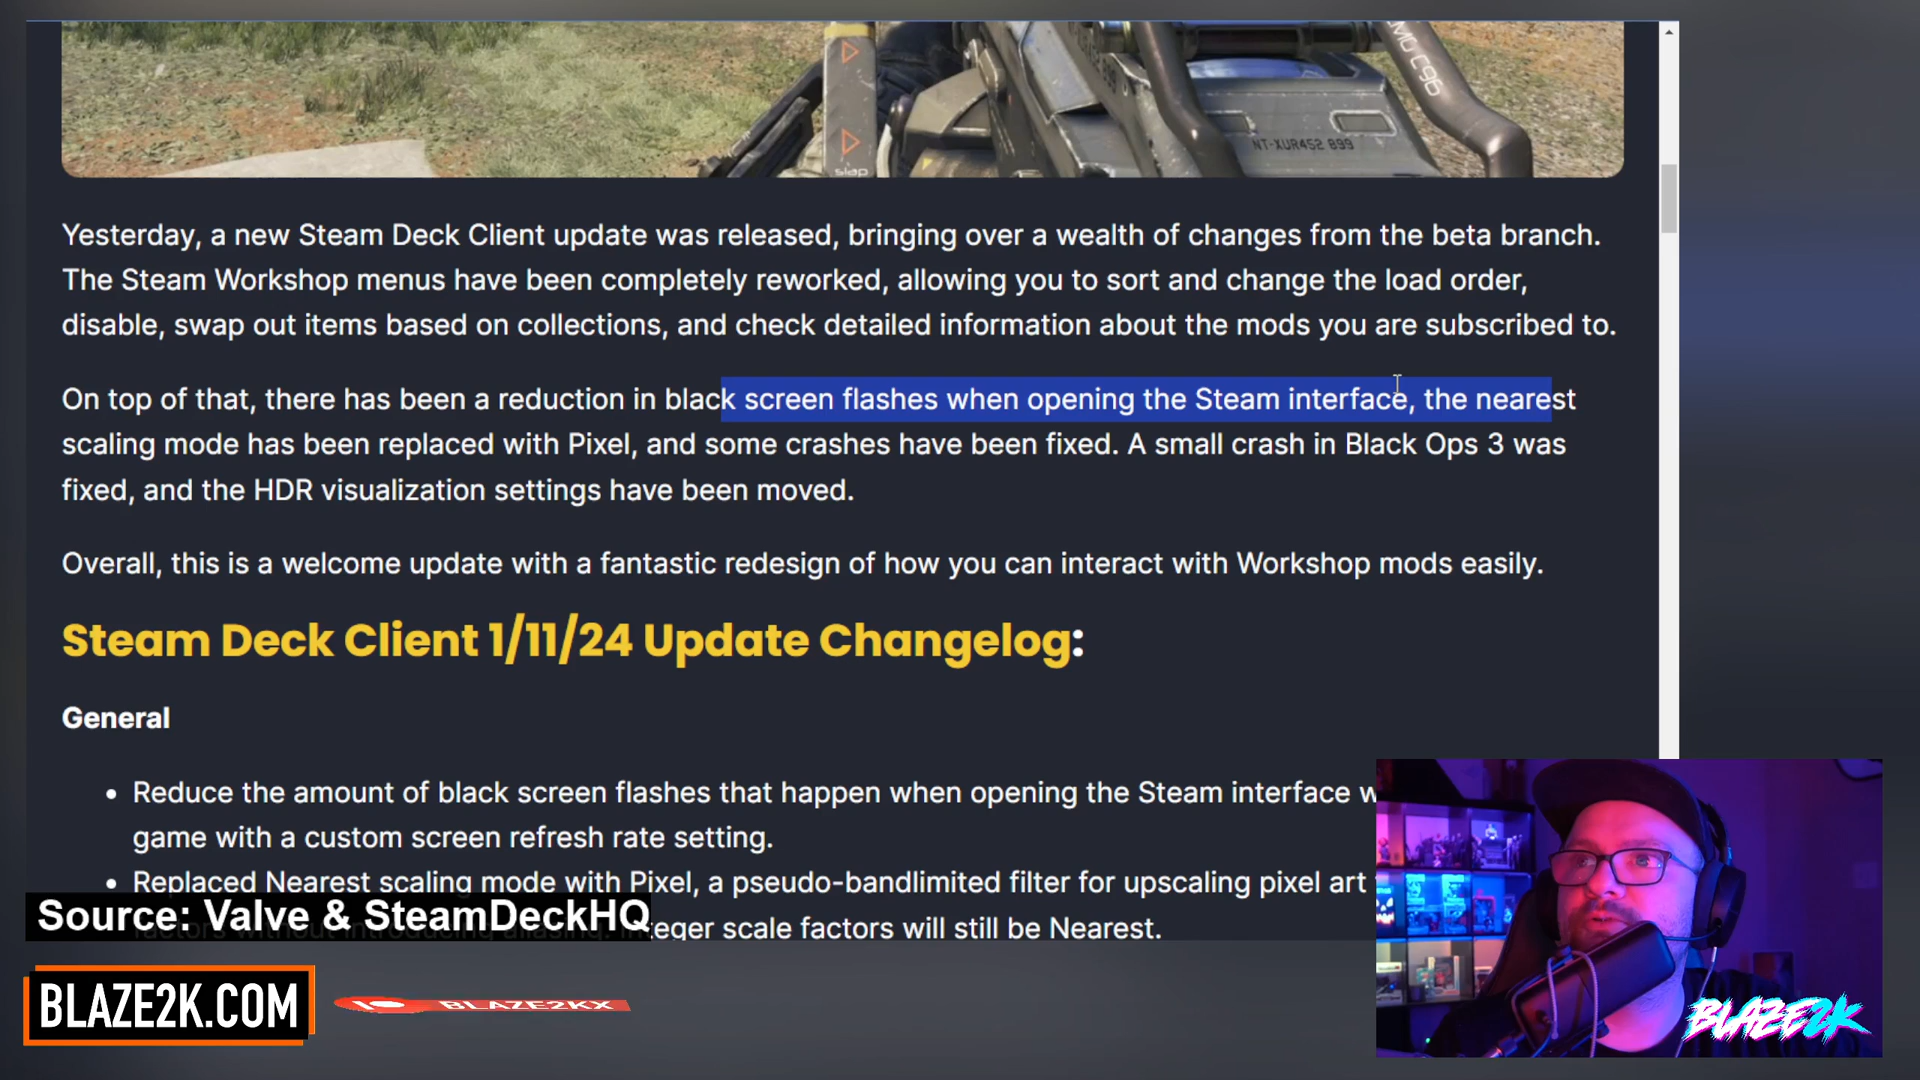 MG C96
NT-XUR452 B99
slap
Yesterday, a new Steam Deck Client update was released, bringing over a wealth of changes from the beta branch.
The Steam Workshop menus have been completely reworked, allowing you to sort and change the load order,
disable, swap out items based on collections, and check detailed information about the mods you are subscribed to.
On top of that, there has been a reduction in black screen flashes when opening the Steam interface, the nearest
scaling mode has been replaced with Pixel, and some crashes have been fixed. A small crash in Black Ops 3 was
fixed, and the HDR visualization settings have been moved.
Overall, this is a welcome update with a fantastic redesign of how you can interact with Workshop mods easily.
Steam Deck Client 1/11/24 Update Changelog:
General
• Reduce the amount of black screen flashes that happen when opening the Steam interface w
game with a custom screen refresh rate setting.
• Replaced Nearest scaling mode with Pixel, a pseudo-bandlimited filter for upscaling pixel art
factors without introducing aliasing. Integer scale factors will still be Nearest.
Source: Valve & SteamDeckHQ
BLAZE2K.COM
BLAZE2KX
BLAZE2K